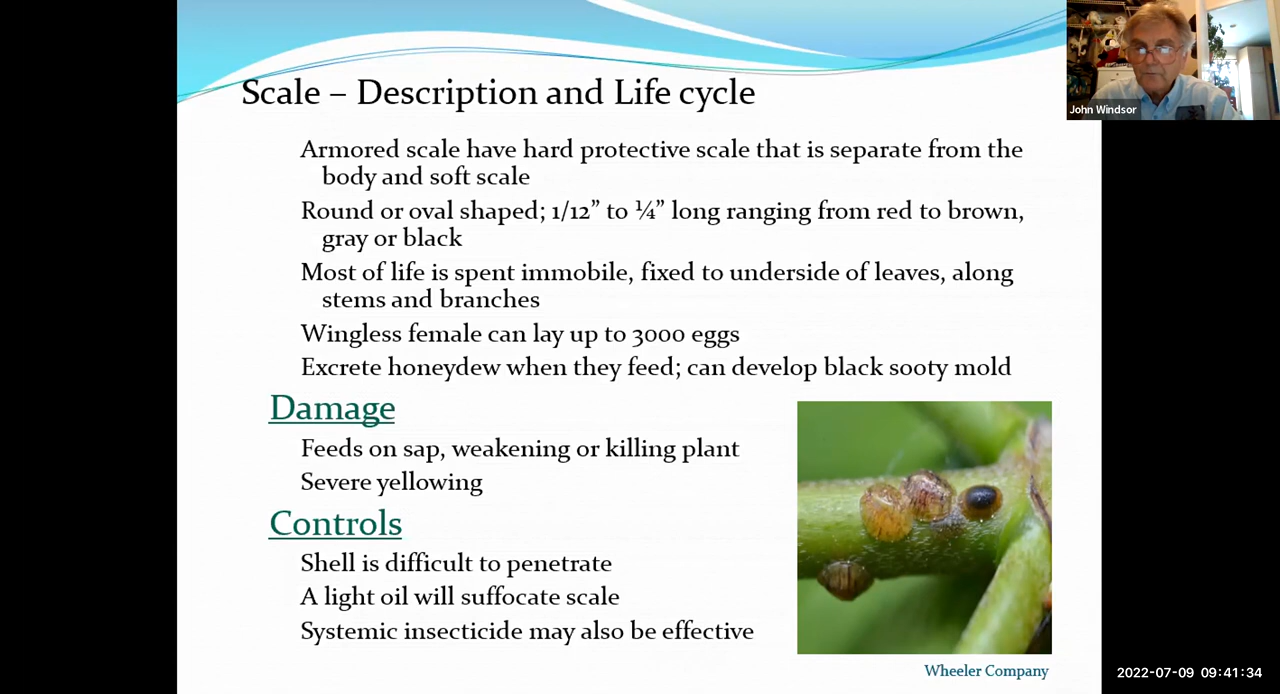 Scale – Description and Life cycle
John Windsor
Armored scale have hard protective scale that is separate from the
body and soft scale
Round or oval shaped; 1/12” to ¼” long ranging from red to brown,
gray or black
Most of life is spent immobile, fixed to underside of leaves, along
stems and branches
Wingless female can lay up to 3000 eggs
Excrete honeydew when they feed; can develop black sooty mold
Damage
Feeds on sap, weakening or killing plant
Severe yellowing
Controls
Shell is difficult to penetrate
A light oil will suffocate scale
Systemic insecticide may also be effective
Wheeler Company
2022-07-09 09:41:34